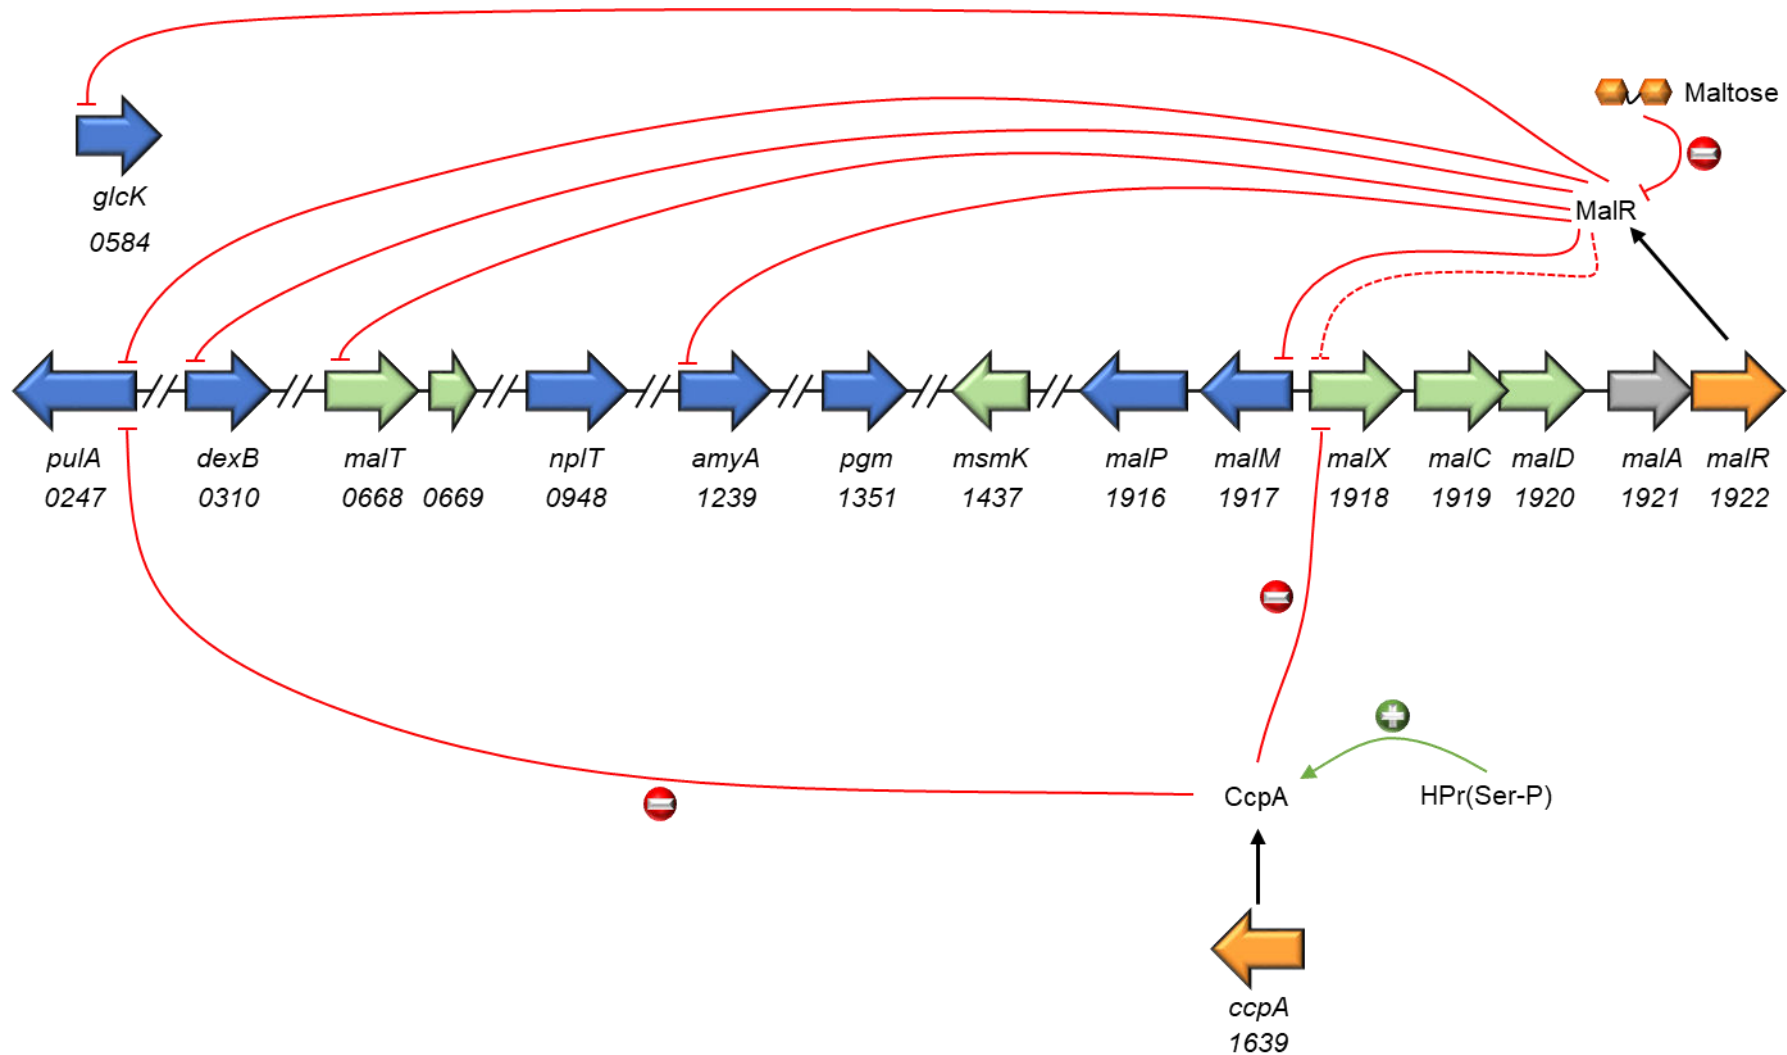 Maltose
glcK
0584
MalR
pulA dexB malT nplT amyA pgm msmK malP malM malX malC malD malA malR
0247 0310 0668 0669 0948 1239 1351 1437 1916 1917 1918 1919 1920 1921 1922
CcpA HPr(Ser-P)
ccpA
1639